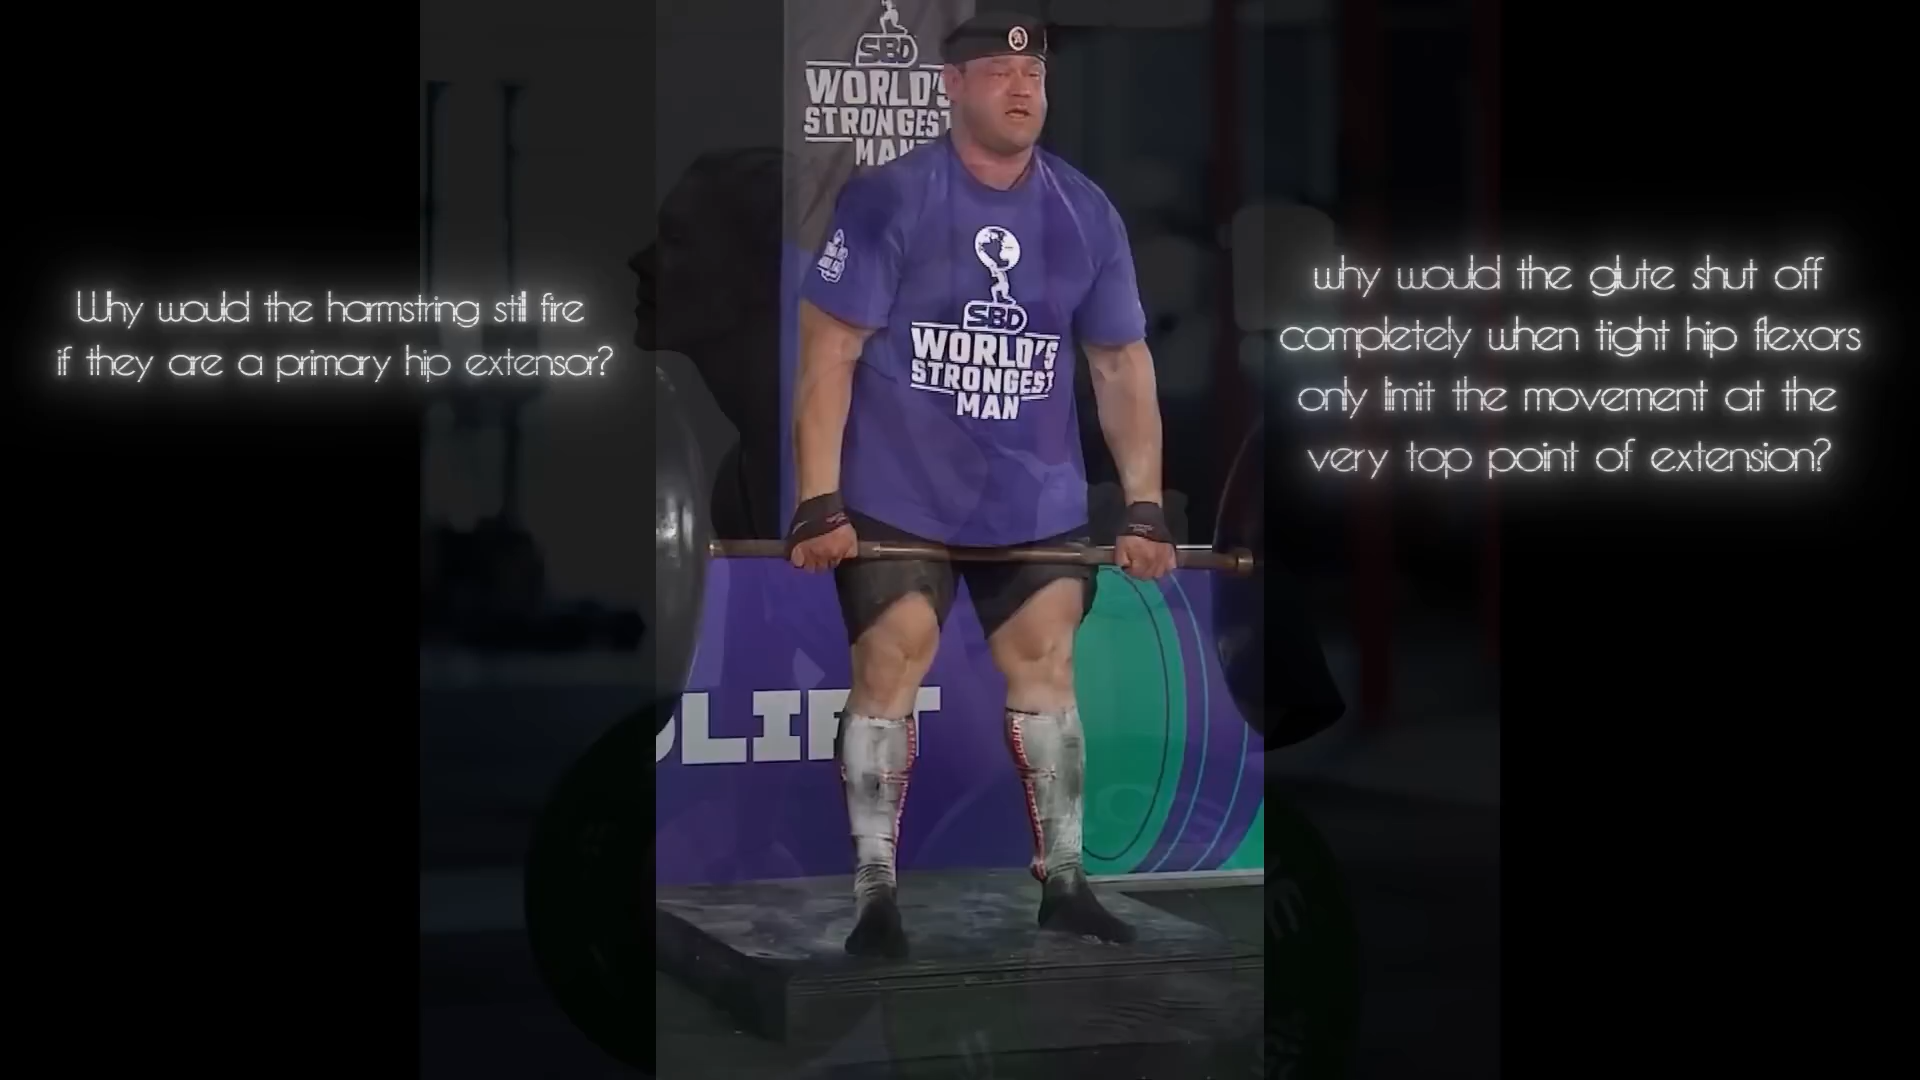 SBD
WORLD'S
STRONGEST
MAN
Why would the harmstring still fire
if they are a primary hip extensor?
why would the glute shut off
completely when tight hip flexors
only limit the movement at the
very top point of extension?
SBD
WORLD'S
STRONGEST
MAN